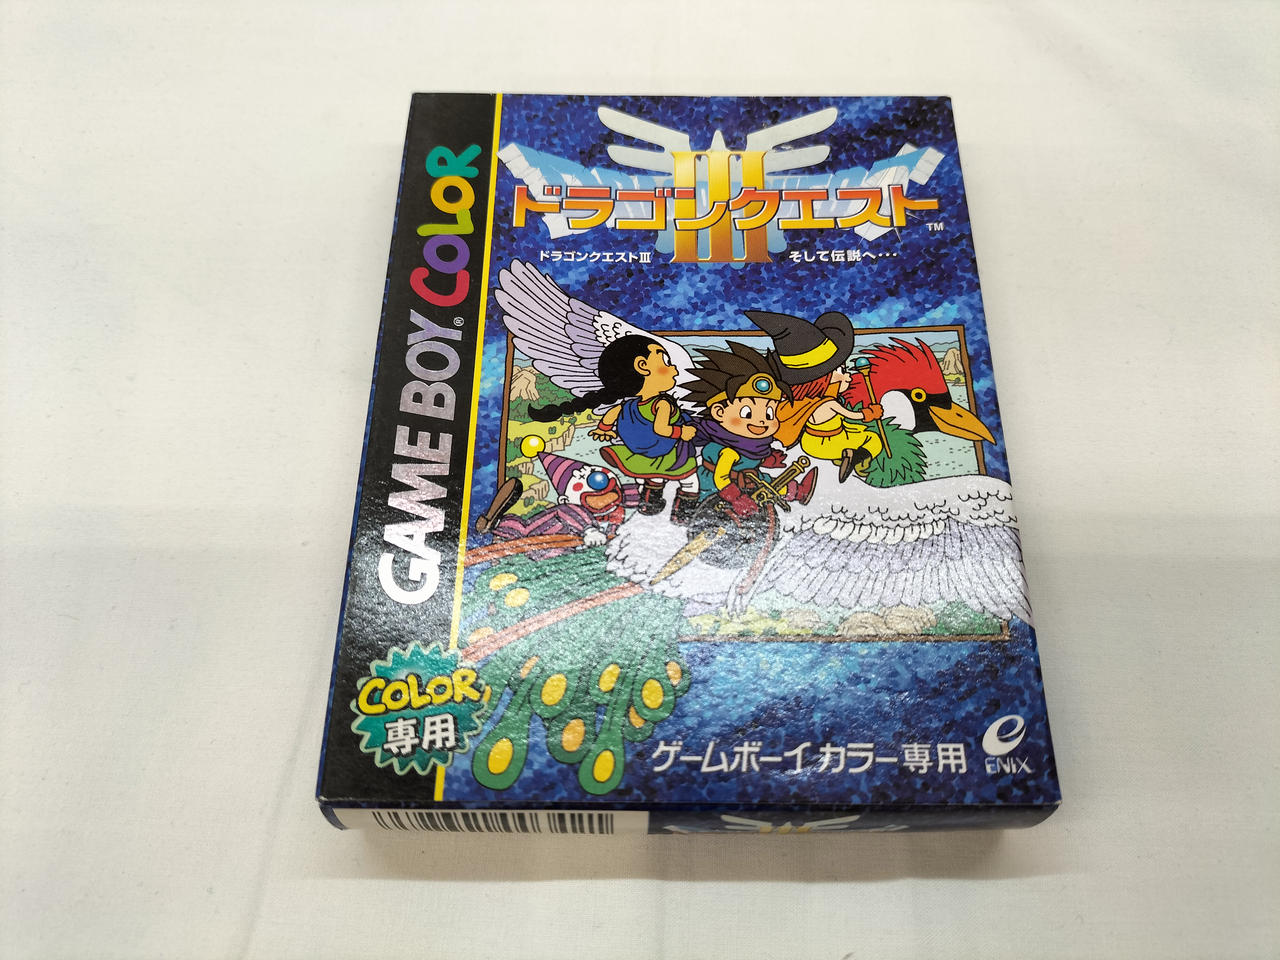 GAME BOY® COLOR
DRAGON QUEST
III
ドラゴンクエスト
TM
ドラゴンクエストIII そして伝説へ・・・
COLOR
専用
ゲームボーイカラー専用
ENIX